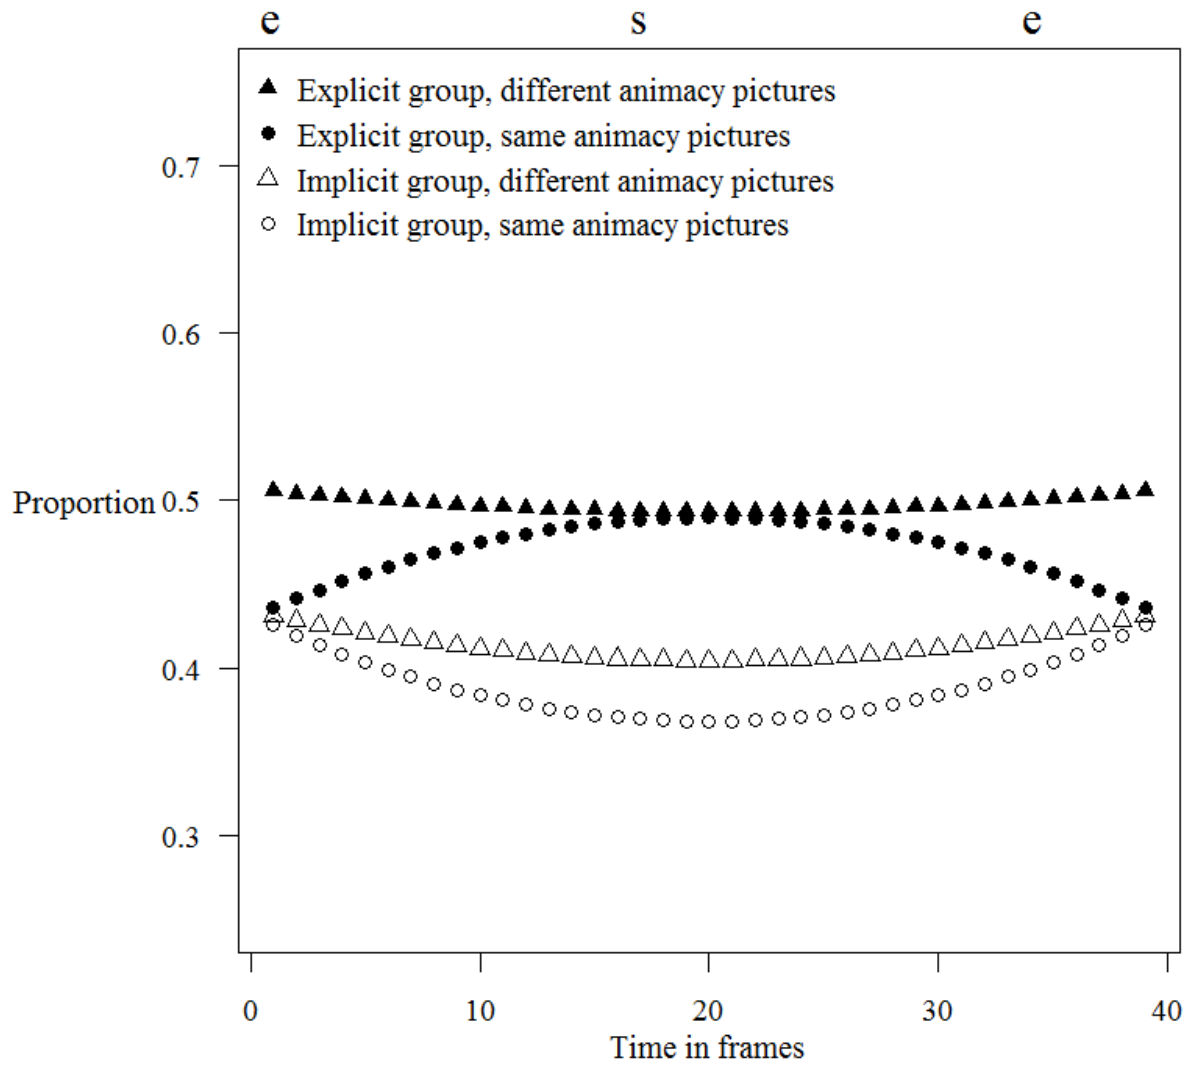 e s e
Explicit group, different animacy pictures
Explicit group, same animacy pictures
Implicit group, different animacy pictures
Implicit group, same animacy pictures
0.7
0.6
Proportion 0.5
0.4
0.3
0 10 20 30 40
Time in frames